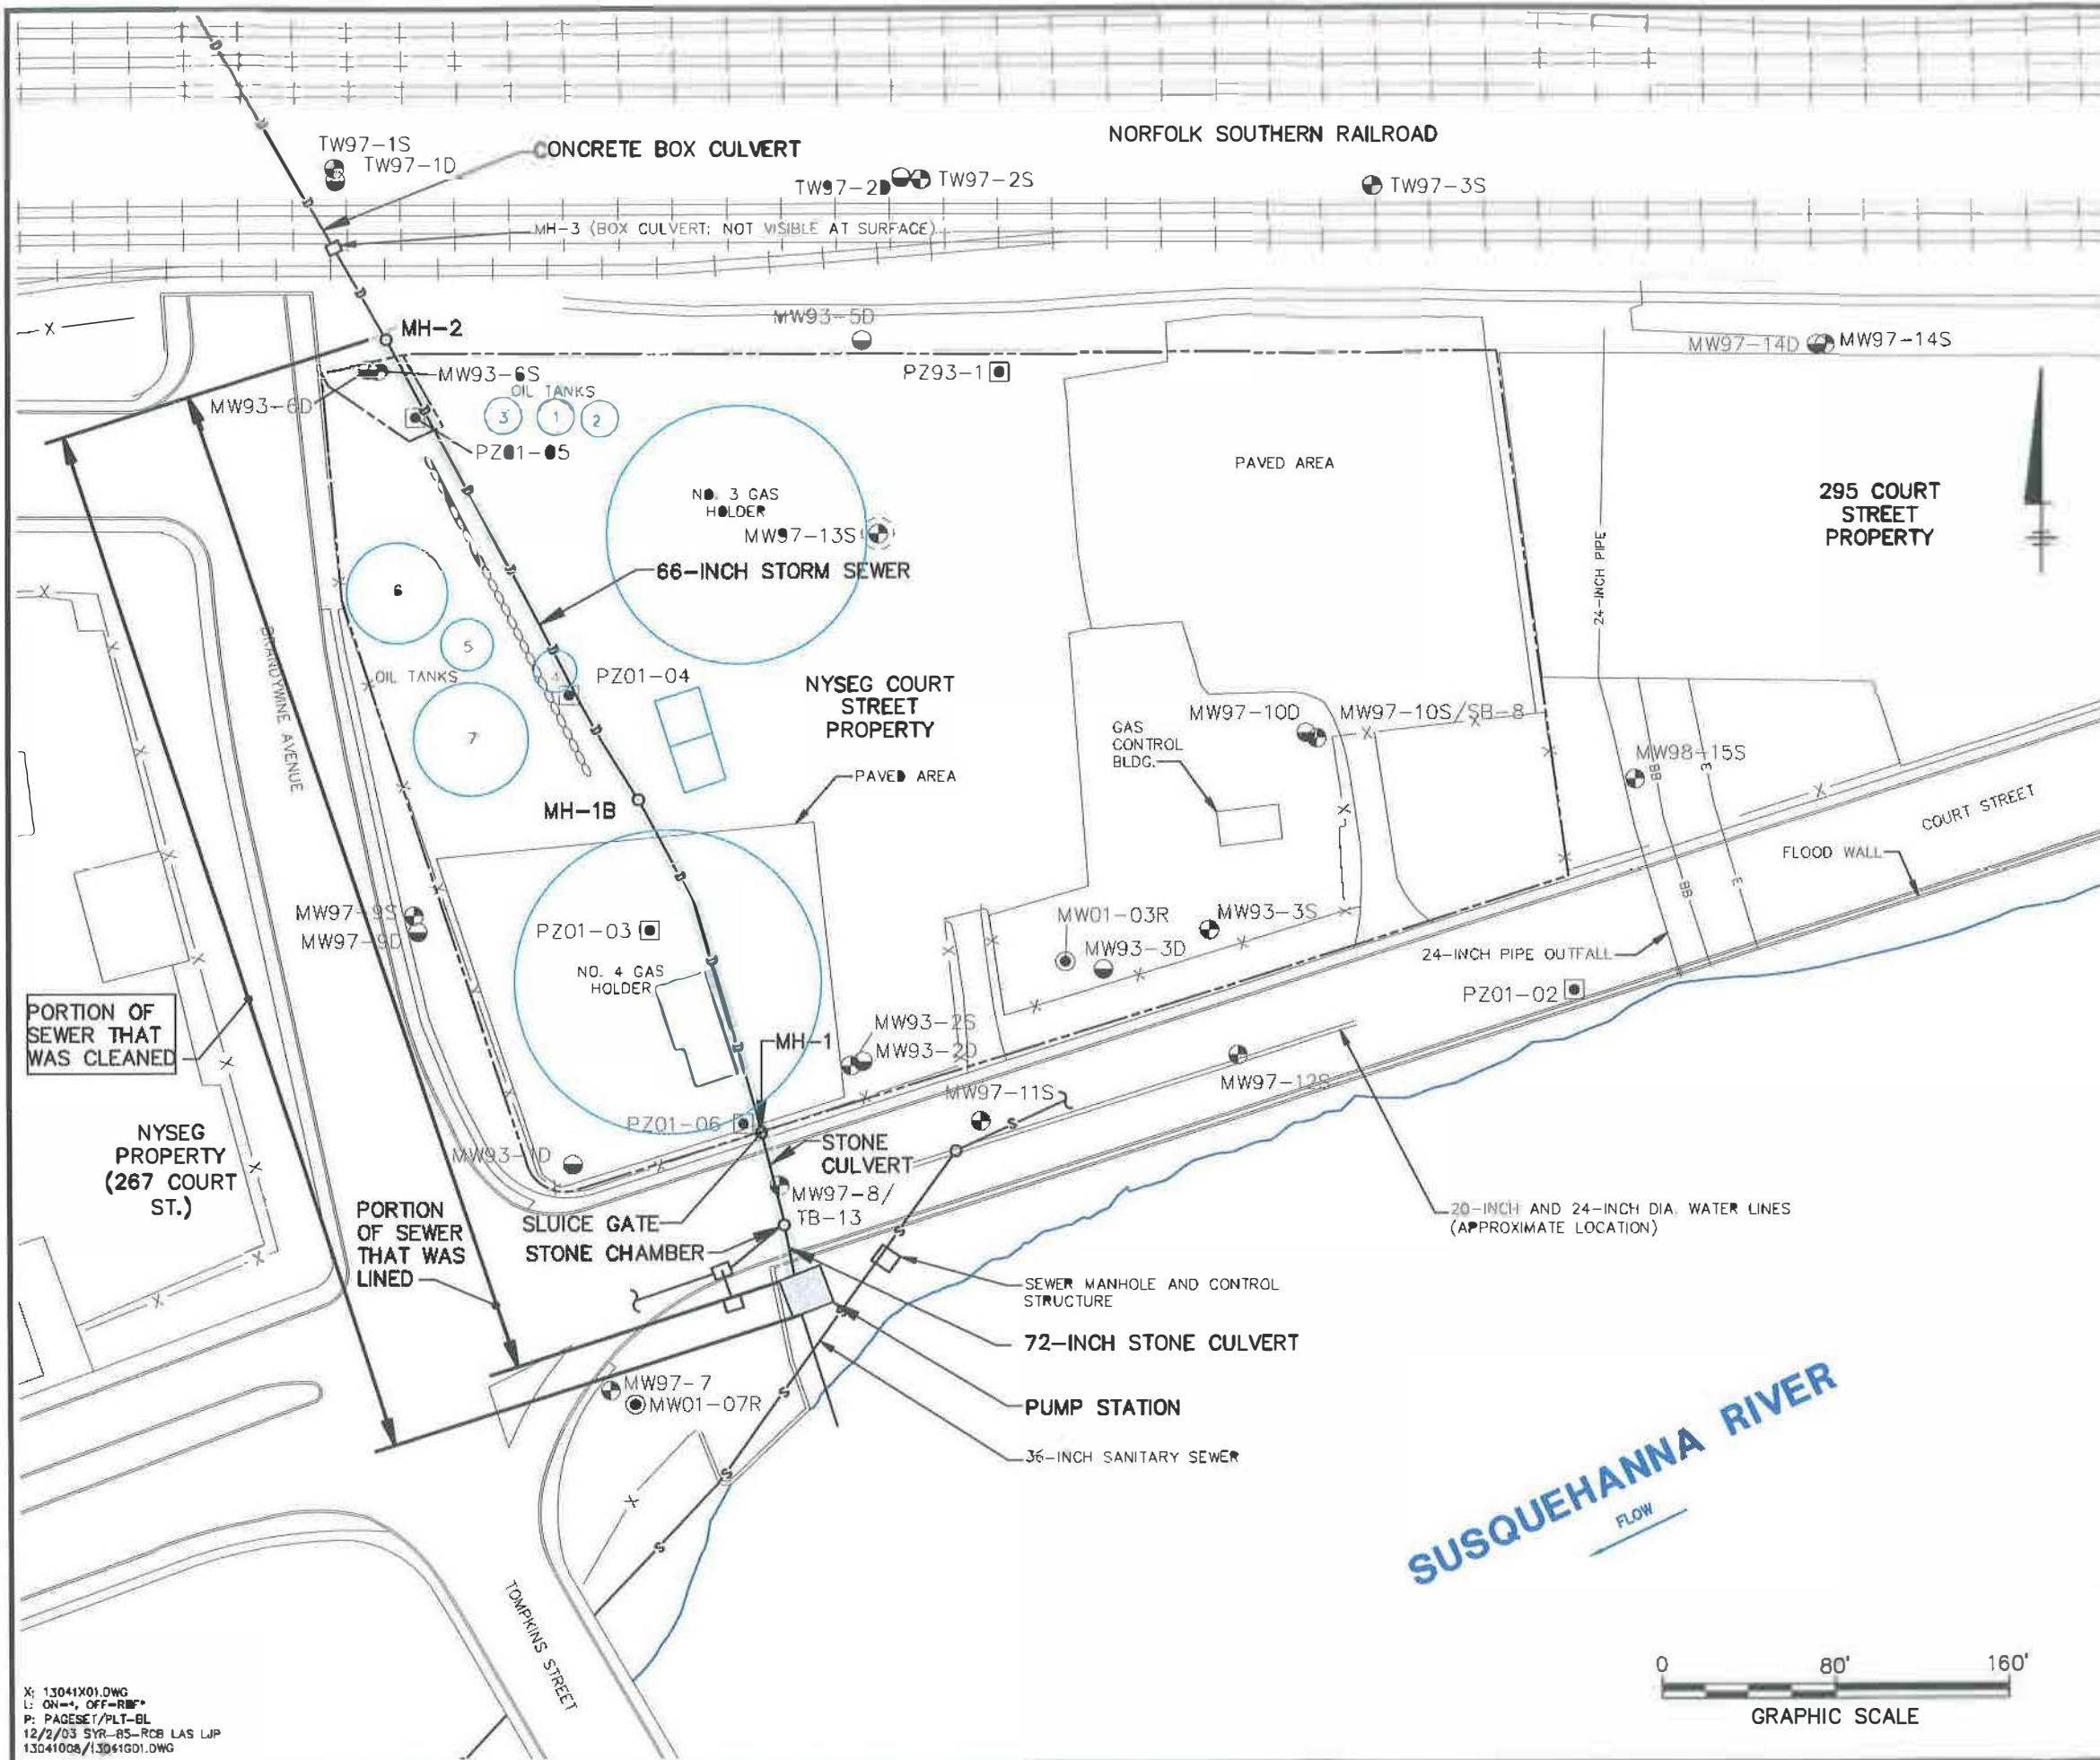 NORFOLK SOUTHERN RAILROAD
TW97-1S
TW97-1D
CONCRETE BOX CULVERT
TW97-2D
TW97-2S
TW97-3S
MH-3 (BOX CULVERT; NOT VISIBLE AT SURFACE)
X
MH-2
MW93-5D
MW97-14D
MW97-14S
MW93-6S
PZ93-1
MW93-6D
OIL TANKS
3
1
2
PZ01-05
PAVED AREA
NO. 3 GAS
HOLDER
295 COURT
STREET
PROPERTY
MW97-13S
66-INCH STORM SEWER
24-INCH PIPE
6
5
BRANDYWINE AVENUE
OIL TANKS
4
PZ01-04
7
NYSEG COURT
STREET
PROPERTY
MW97-10D
MW97-10S/SB-8
GAS
CONTROL
BLDG.
MW98-15S
BB
E
PAVED AREA
MH-1B
COURT STREET
FLOOD WALL
BB
E
MW97-9S
MW97-9D
PZ01-03
MW01-03R
MW93-3S
MW93-3D
24-INCH PIPE OUTFALL
NO. 4 GAS
HOLDER
PZ01-02
PORTION OF
SEWER THAT
WAS CLEANED
MW93-2S
MW93-2D
MH-1
MW97-12S
MW97-11S
S
PZ01-06
NYSEG
PROPERTY
(267 COURT
ST.)
MW93-1D
STONE
CULVERT
MW97-8/
TB-13
PORTION
OF SEWER
THAT WAS
LINED
SLUICE GATE
STONE CHAMBER
20-INCH AND 24-INCH DIA. WATER LINES
(APPROXIMATE LOCATION)
SEWER MANHOLE AND CONTROL
STRUCTURE
72-INCH STONE CULVERT
MW97-7
MW01-07R
PUMP STATION
36-INCH SANITARY SEWER
SUSQUEHANNA RIVER
FLOW
TOMPKINS STREET
0 80' 160'
GRAPHIC SCALE
X: 13041X01.DWG
L: ON=*, OFF=REF*
P: PAGESET/PLT-BL
12/2/03 SYR-85-RCB LAS LJP
13041008/13041G01.DWG